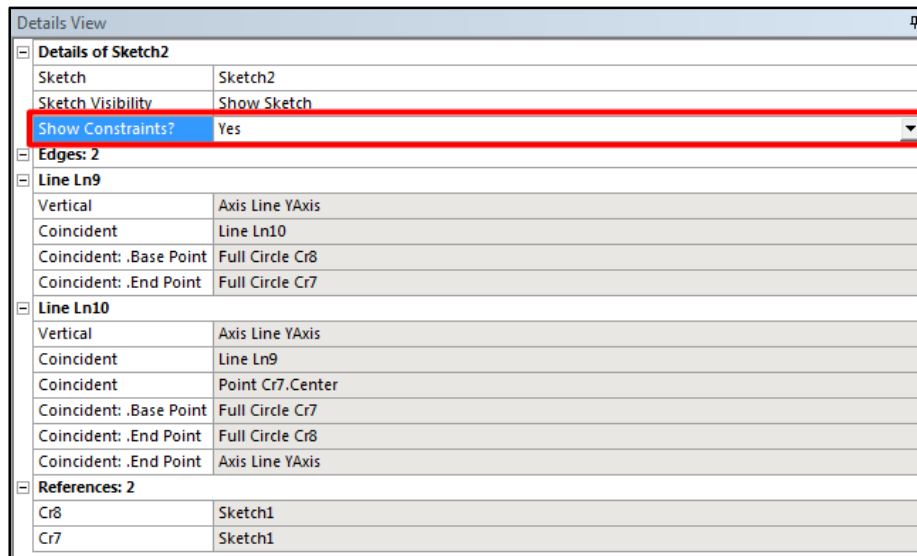 Details View
Details of Sketch2
Sketch Sketch2
Sketch Visibility Show Sketch
Show Constraints? Yes
Edges: 2
Line Ln9
Vertical Axis Line YAxis
Coincident Line Ln10
Coincident: .Base Point Full Circle Cr8
Coincident: .End Point Full Circle Cr7
Line Ln10
Vertical Axis Line YAxis
Coincident Line Ln9
Coincident Point Cr7.Center
Coincident: .Base Point Full Circle Cr7
Coincident: .End Point Full Circle Cr8
Coincident: .End Point Axis Line YAxis
References: 2
Cr8 Sketch1
Cr7 Sketch1